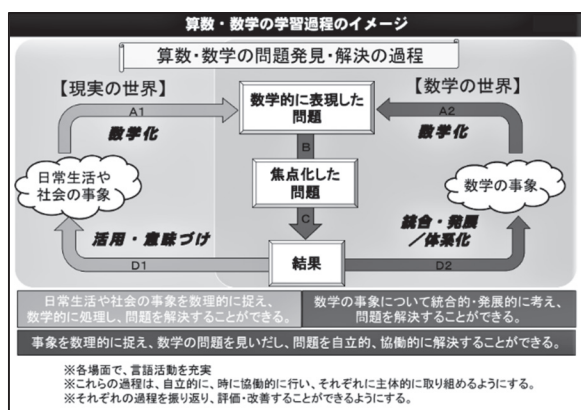 算数・数学の学習過程のイメージ
算数・数学の問題発見・解決の過程
【現実の世界】
【数学の世界】
A1
数学化
数学的に表現した
問題
A2
数学化
B
日常生活や
社会の事象
焦点化した
問題
数学の事象
C
活用・意味づけ
統合・発展
／体系化
D1
結果
D2
日常生活や社会の事象を数理的に捉え、
数学的に処理し、問題を解決することができる。
数学の事象について統合的・発展的に考え、
問題を解決することができる。
事象を数理的に捉え、数学の問題を見いだし、問題を自立的、協働的に解決することができる。
※各場面で、言語活動を充実
※これらの過程は、自立的に、時に協働的に行い、それぞれに主体的に取り組めるようにする。
※それぞれの過程を振り返り、評価・改善することができるようにする。